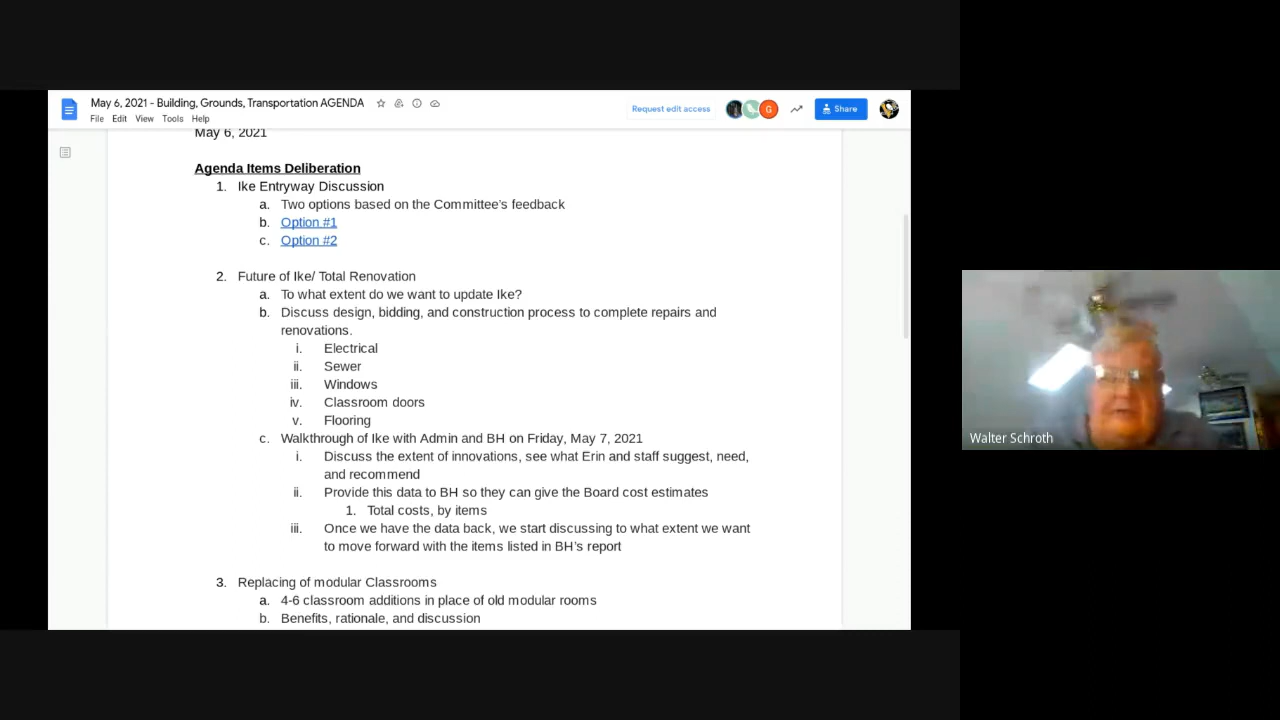 May 6, 2021 - Building, Grounds, Transportation AGENDA
File Edit View Tools Help
Request edit access
G
Share
May 6, 2021
Agenda Items Deliberation
1. Ike Entryway Discussion
a. Two options based on the Committee's feedback
b. Option #1
c. Option #2
2. Future of Ike/ Total Renovation
a. To what extent do we want to update Ike?
b. Discuss design, bidding, and construction process to complete repairs and
renovations.
i. Electrical
ii. Sewer
iii. Windows
iv. Classroom doors
v. Flooring
c. Walkthrough of Ike with Admin and BH on Friday, May 7, 2021
i. Discuss the extent of innovations, see what Erin and staff suggest, need,
and recommend
ii. Provide this data to BH so they can give the Board cost estimates
1. Total costs, by items
iii. Once we have the data back, we start discussing to what extent we want
to move forward with the items listed in BH's report
3. Replacing of modular Classrooms
a. 4-6 classroom additions in place of old modular rooms
b. Benefits, rationale, and discussion
Walter Schroth